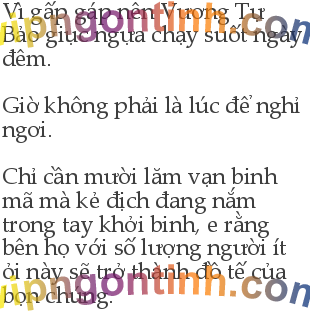 Vì gấp gáp nên Vương Tư
Bảo giục ngựa chạy suốt ngày
đêm.
Giờ không phải là lúc để nghỉ
ngơi.
Chỉ cần mười lăm vạn binh
mã mà kẻ địch đang nắm
trong tay khởi binh, e rằng
bên họ với số lượng người ít
ỏi này sẽ trở thành đồ tế của
bọn chúng.